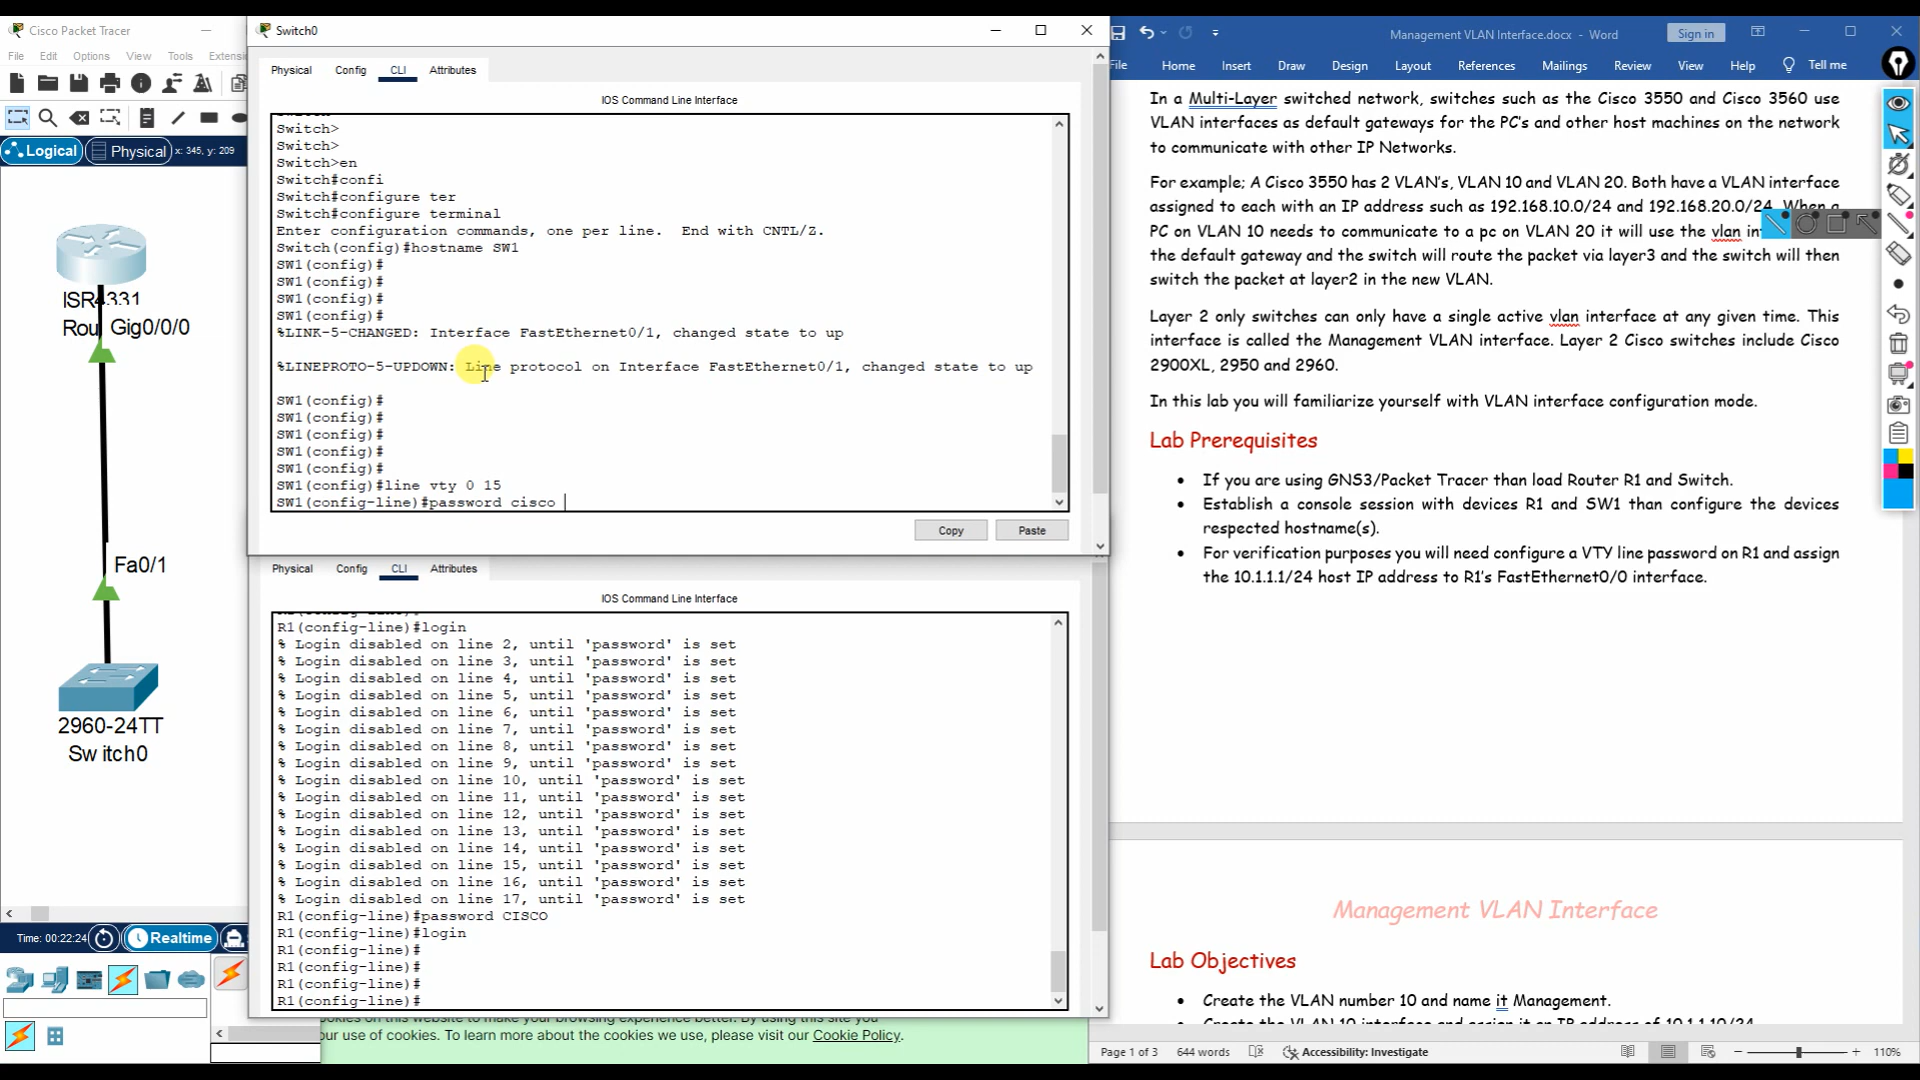 Cisco Packet Tracer
File Edit Options View Tools Extensi
Logical Physical x: 345, y: 209
ISR4331
Rou Gig0/0/0
Fa0/1
2960-24TT
Switch0
Time: 00:22:24 Realtime
Switch0
Physical Config CLI Attributes
IOS Command Line Interface
Switch>
Switch>
Switch>en
Switch#confi
Switch#configure ter
Switch#configure terminal
Enter configuration commands, one per line. End with CNTL/Z.
Switch(config)#hostname SW1
SW1(config)#
SW1(config)#
SW1(config)#
SW1(config)#
%LINK-5-CHANGED: Interface FastEthernet0/1, changed state to up
%LINEPROTO-5-UPDOWN: Line protocol on Interface FastEthernet0/1, changed state to up
SW1(config)#
SW1(config)#
SW1(config)#
SW1(config)#
SW1(config)#
SW1(config)#line vty 0 15
SW1(config-line)#password cisco
Copy Paste
Physical Config CLI Attributes
IOS Command Line Interface
R1(config-line)#login
% Login disabled on line 2, until 'password' is set
% Login disabled on line 3, until 'password' is set
% Login disabled on line 4, until 'password' is set
% Login disabled on line 5, until 'password' is set
% Login disabled on line 6, until 'password' is set
% Login disabled on line 7, until 'password' is set
% Login disabled on line 8, until 'password' is set
% Login disabled on line 9, until 'password' is set
% Login disabled on line 10, until 'password' is set
% Login disabled on line 11, until 'password' is set
% Login disabled on line 12, until 'password' is set
% Login disabled on line 13, until 'password' is set
% Login disabled on line 14, until 'password' is set
% Login disabled on line 15, until 'password' is set
% Login disabled on line 16, until 'password' is set
% Login disabled on line 17, until 'password' is set
R1(config-line)#password CISCO
R1(config-line)#login
R1(config-line)#
R1(config-line)#
R1(config-line)#
R1(config-line)#
our use of cookies. To learn more about the cookies we use, please visit our Cookie Policy.
Management VLAN Interface.docx - Word Sign in
File Home Insert Draw Design Layout References Mailings Review View Help Tell me
In a Multi-Layer switched network, switches such as the Cisco 3550 and Cisco 3560 use
VLAN interfaces as default gateways for the PC's and other host machines on the network
to communicate with other IP Networks.
For example; A Cisco 3550 has 2 VLAN's, VLAN 10 and VLAN 20. Both have a VLAN interface
assigned to each with an IP address such as 192.168.10.0/24 and 192.168.20.0/24. When a
PC on VLAN 10 needs to communicate to a pc on VLAN 20 it will use the vlan in
the default gateway and the switch will route the packet via layer3 and the switch will then
switch the packet at layer2 in the new VLAN.
Layer 2 only switches can only have a single active vlan interface at any given time. This
interface is called the Management VLAN interface. Layer 2 Cisco switches include Cisco
2900XL, 2950 and 2960.
In this lab you will familiarize yourself with VLAN interface configuration mode.
Lab Prerequisites
• If you are using GNS3/Packet Tracer than load Router R1 and Switch.
• Establish a console session with devices R1 and SW1 than configure the devices
respected hostname(s).
• For verification purposes you will need configure a VTY line password on R1 and assign
the 10.1.1.1/24 host IP address to R1's FastEthernet0/0 interface.
Management VLAN Interface
Lab Objectives
• Create the VLAN number 10 and name it Management.
Create the VLAN 10 interface and assign it an IP address of 10.1.1.10/24
Page 1 of 3 644 words Accessibility: Investigate 110%